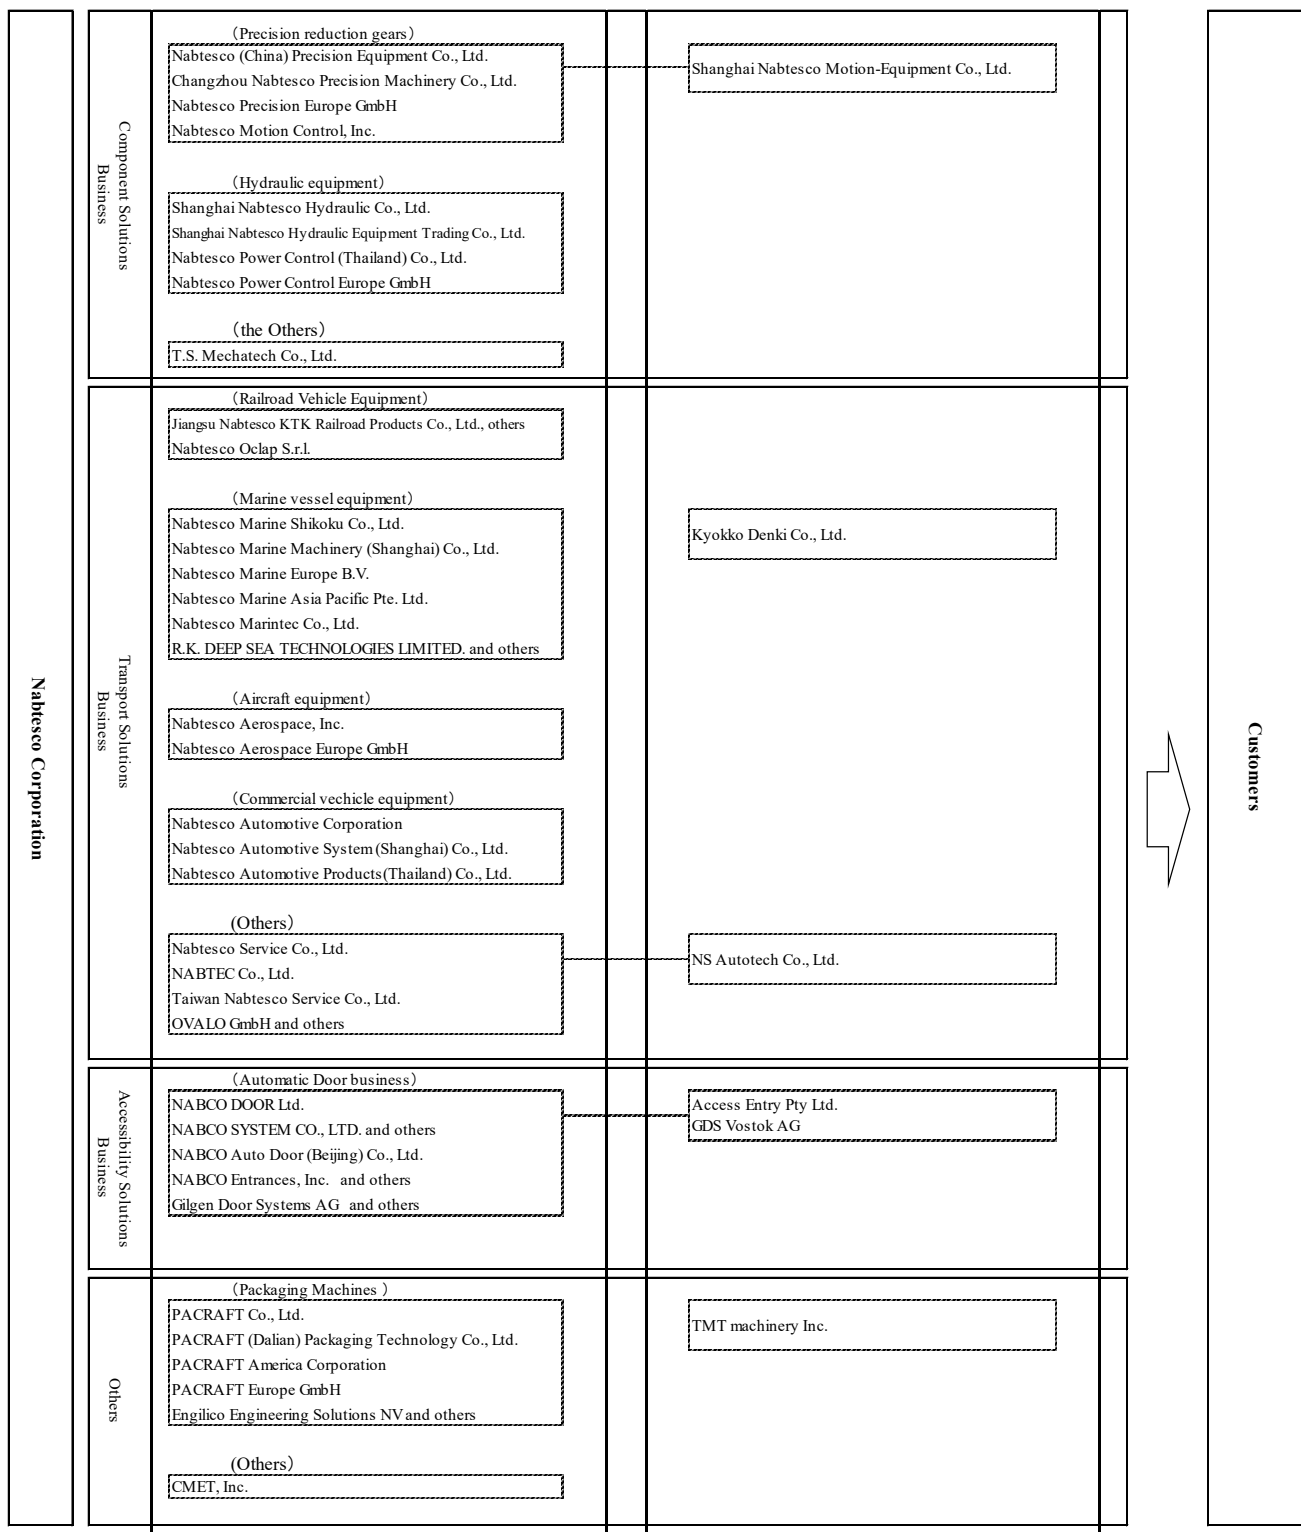 Nabtesco Corporation
Component Solutions
Business
（Precision reduction gears）
Nabtesco (China) Precision Equipment Co., Ltd.
Changzhou Nabtesco Precision Machinery Co., Ltd.
Nabtesco Precision Europe GmbH
Nabtesco Motion Control, Inc.
Shanghai Nabtesco Motion-Equipment Co., Ltd.
（Hydraulic equipment）
Shanghai Nabtesco Hydraulic Co., Ltd.
Shanghai Nabtesco Hydraulic Equipment Trading Co., Ltd.
Nabtesco Power Control (Thailand) Co., Ltd.
Nabtesco Power Control Europe GmbH
（the Others）
T.S. Mechatech Co., Ltd.
Transport Solutions
Business
（Railroad Vehicle Equipment）
Jiangsu Nabtesco KTK Railroad Products Co., Ltd., others
Nabtesco Oclap S.r.l.
（Marine vessel equipment）
Nabtesco Marine Shikoku Co., Ltd.
Nabtesco Marine Machinery (Shanghai) Co., Ltd.
Nabtesco Marine Europe B.V.
Nabtesco Marine Asia Pacific Pte. Ltd.
Nabtesco Marintec Co., Ltd.
R.K. DEEP SEA TECHNOLOGIES LIMITED. and others
Kyokko Denki Co., Ltd.
（Aircraft equipment）
Nabtesco Aerospace, Inc.
Nabtesco Aerospace Europe GmbH
（Commercial vechicle equipment）
Nabtesco Automotive Corporation
Nabtesco Automotive System (Shanghai) Co., Ltd.
Nabtesco Automotive Products (Thailand) Co., Ltd.
(Others）
Nabtesco Service Co., Ltd.
NABTEC Co., Ltd.
Taiwan Nabtesco Service Co., Ltd.
OVALO GmbH and others
NS Autotech Co., Ltd.
Accessibility Solutions
Business
（Automatic Door business）
NABCO DOOR Ltd.
NABCO SYSTEM CO., LTD. and others
NABCO Auto Door (Beijing) Co., Ltd.
NABCO Entrances, Inc. and others
Gilgen Door Systems AG and others
Access Entry Pty Ltd.
GDS Vostok AG
Others
（Packaging Machines ）
PACRAFT Co., Ltd.
PACRAFT (Dalian) Packaging Technology Co., Ltd.
PACRAFT America Corporation
PACRAFT Europe GmbH
Engilico Engineering Solutions NV and others
TMT machinery Inc.
(Others）
CMET, Inc.
Customers